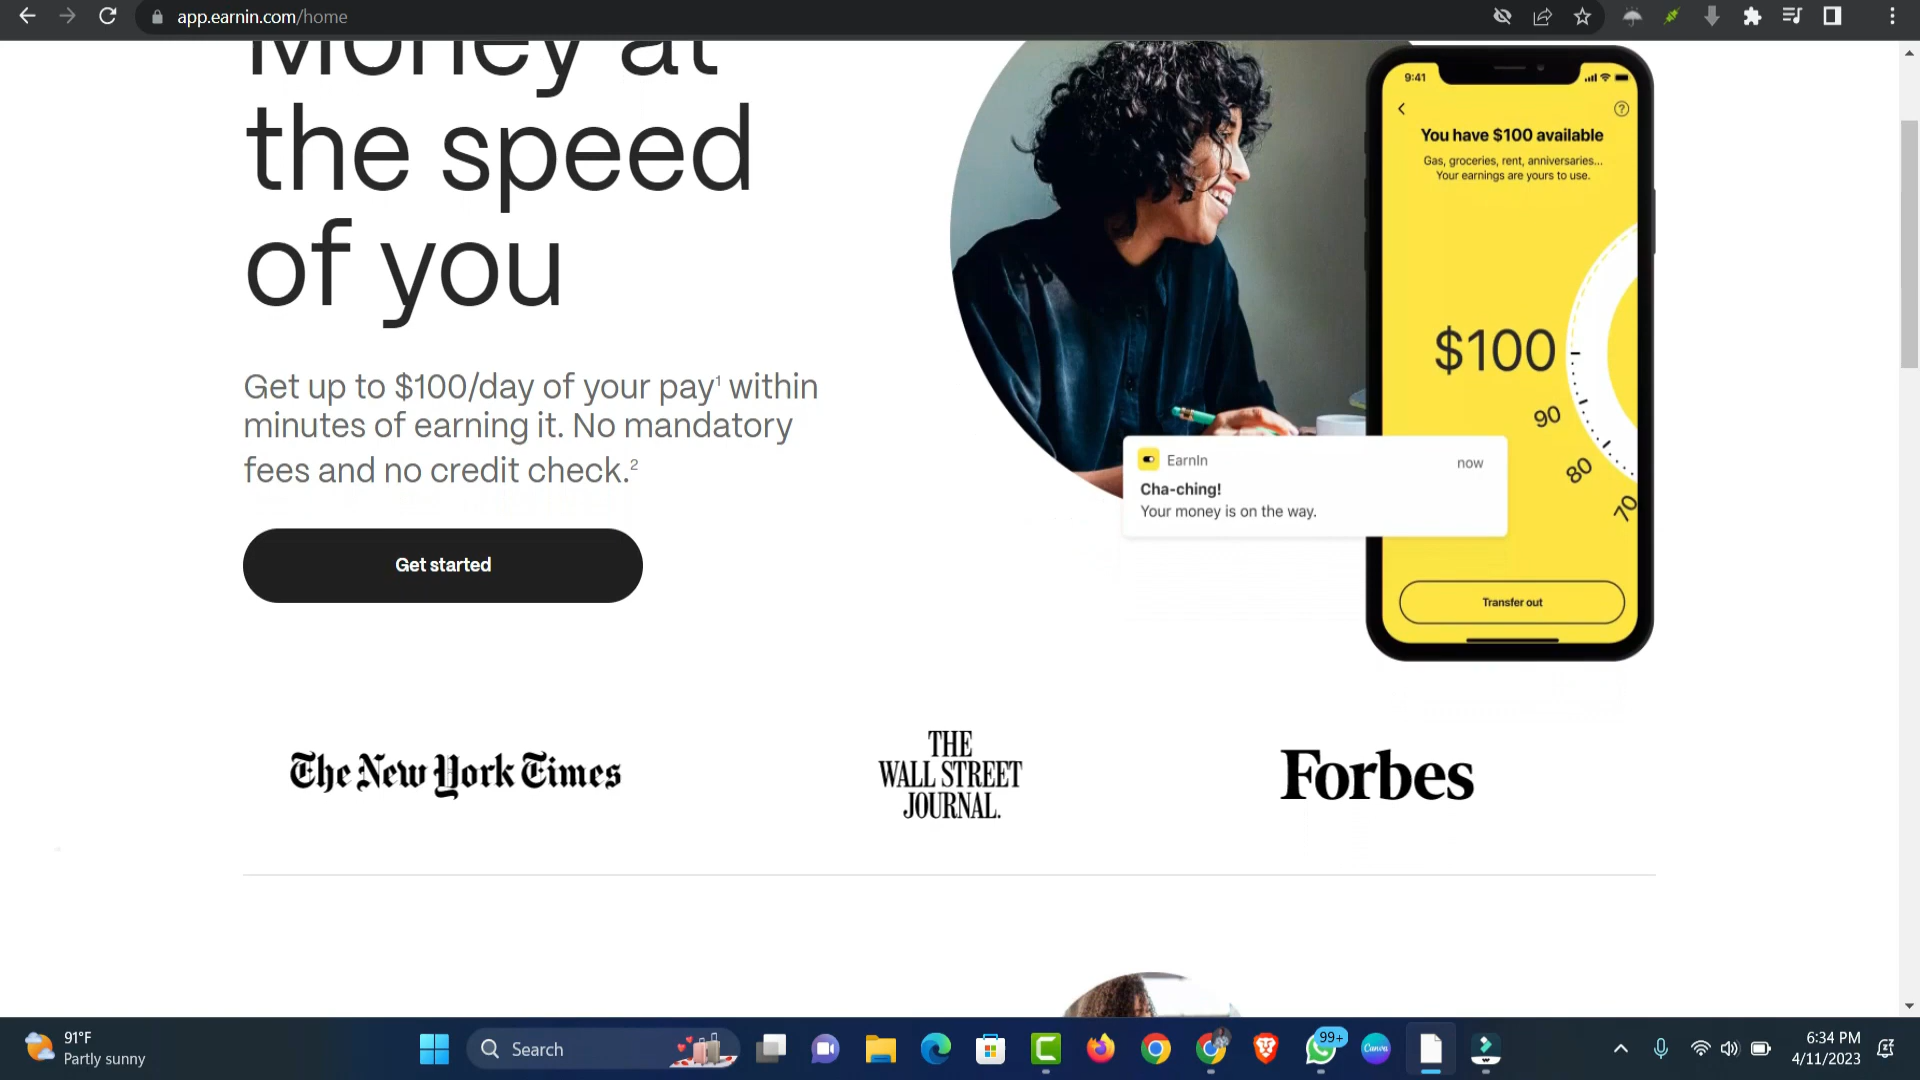 app.earnin.com/home
Money at
the speed
of you
Get up to $100/day of your pay¹ within
minutes of earning it. No mandatory
fees and no credit check.²
Get started
9:41
You have $100 available
Gas, groceries, rent, anniversaries...
Your earnings are yours to use.
$100
90
80
70
EarnIn
now
Cha-ching!
Your money is on the way.
Transfer out
The New York Times
THE
WALL STREET
JOURNAL.
Forbes
91°F
Partly sunny
Search
99+
Canva
6:34 PM
4/11/2023